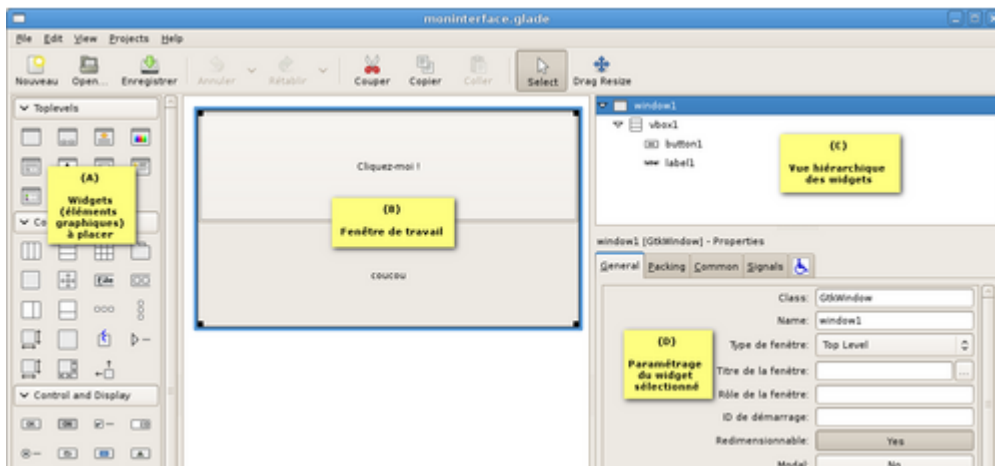 moninterface.glade
File Edit View Projects Help
Nouveau Open... Enregistrer Annuler Rétablir Couper Copier Coller Select Drag Resize
Toplevels
(A)
Widgets
(éléments
graphiques)
à placer
Co
Control and Display
Cliquez-moi !
(B)
Fenêtre de travail
coucou
window1
vbox1
button1
label1
(C)
Vue hiérarchique
des widgets
window1 [GtkWindow] - Properties
General Packing Common Signals
(D)
Paramétrage
du widget
sélectionné
Class: GtkWindow
Name: window1
Type de fenêtre: Top Level
Titre de la fenêtre: ...
Rôle de la fenêtre:
ID de démarrage:
Redimensionnable: Yes
Modal: No